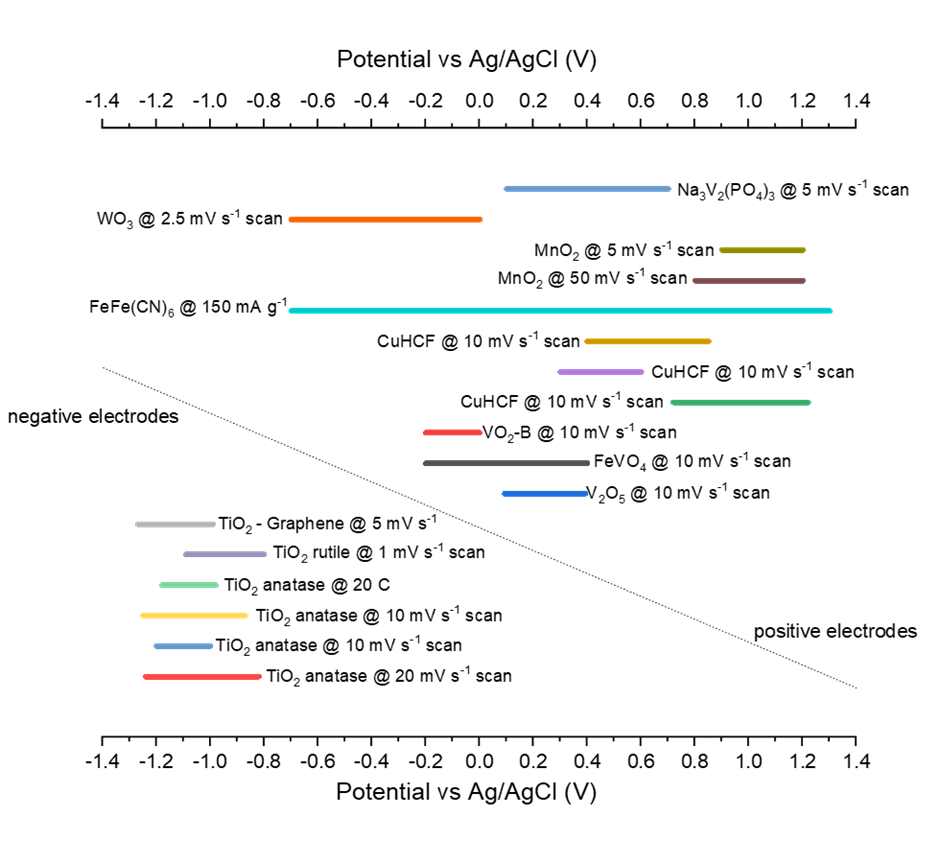 Potential vs Ag/AgCl (V)
-1.4 -1.2 -1.0 -0.8 -0.6 -0.4 -0.2 0.0 0.2 0.4 0.6 0.8 1.0 1.2 1.4
Na₃V₂(PO₄)₃ @ 5 mV s⁻¹ scan
WO₃ @ 2.5 mV s⁻¹ scan
MnO₂ @ 5 mV s⁻¹ scan
MnO₂ @ 50 mV s⁻¹ scan
FeFe(CN)₆ @ 150 mA g⁻¹
CuHCF @ 10 mV s⁻¹ scan
CuHCF @ 10 mV s⁻¹ scan
CuHCF @ 10 mV s⁻¹ scan
negative electrodes
VO₂-B @ 10 mV s⁻¹ scan
FeVO₄ @ 10 mV s⁻¹ scan
V₂O₅ @ 10 mV s⁻¹ scan
TiO₂ - Graphene @ 5 mV s⁻¹
TiO₂ rutile @ 1 mV s⁻¹ scan
TiO₂ anatase @ 20 C
TiO₂ anatase @ 10 mV s⁻¹ scan
positive electrodes
TiO₂ anatase @ 10 mV s⁻¹ scan
TiO₂ anatase @ 20 mV s⁻¹ scan
-1.4 -1.2 -1.0 -0.8 -0.6 -0.4 -0.2 0.0 0.2 0.4 0.6 0.8 1.0 1.2 1.4
Potential vs Ag/AgCl (V)